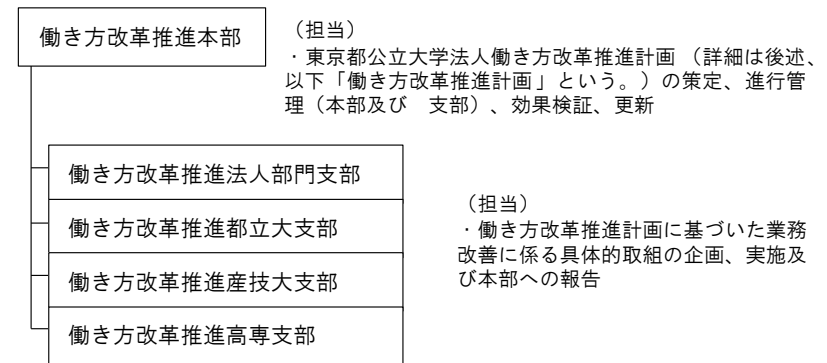 働き方改革推進本部
（担当）
・東京都公立大学法人働き方改革推進計画 （詳細は後述、
以下「働き方改革推進計画」という。）の策定、進行管
理（本部及び　支部）、効果検証、更新
働き方改革推進法人部門支部
働き方改革推進都立大支部
働き方改革推進産技大支部
働き方改革推進高専支部
（担当）
・働き方改革推進計画に基づいた業務
改善に係る具体的取組の企画、実施及
び本部への報告